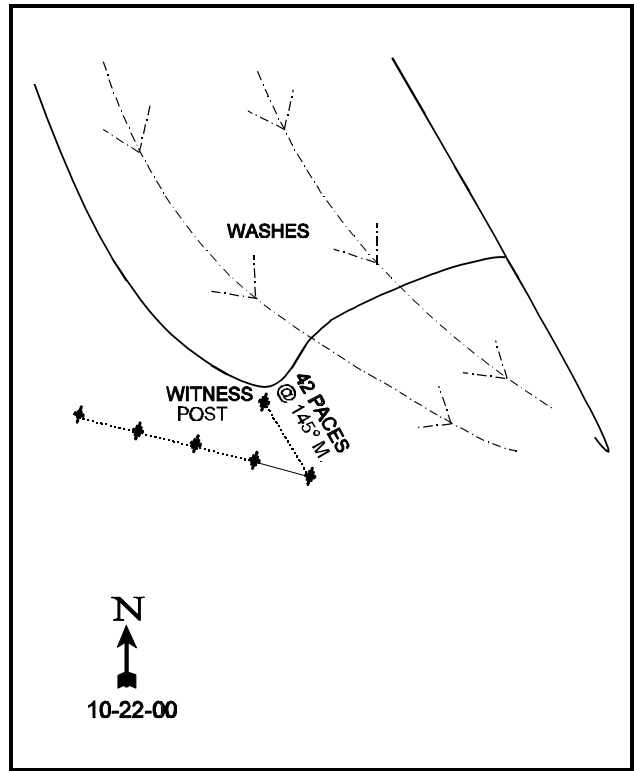 WASHES
WITNESS
POST
42 PACES
@ 145° M.
N
10-22-00